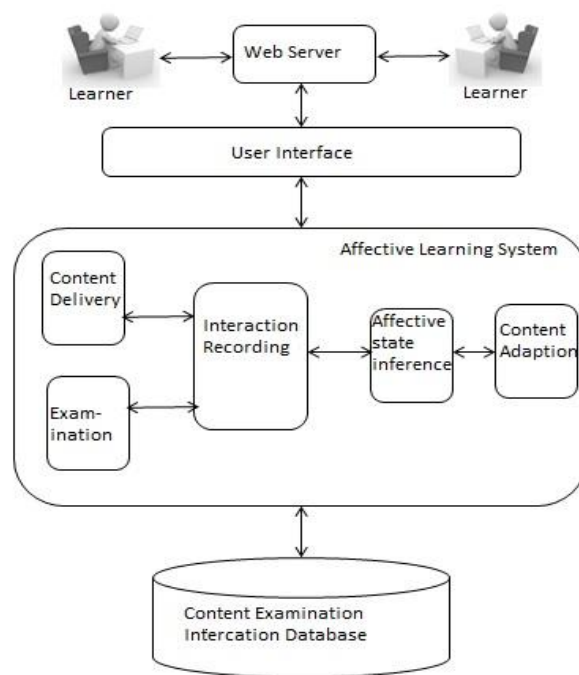 Web Server
Learner
Learner
User Interface
Affective Learning System
Content
Delivery
Interaction
Recording
Affective
state
inference
Content
Adaption
Exam-
ination
Content Examination
Intercation Database